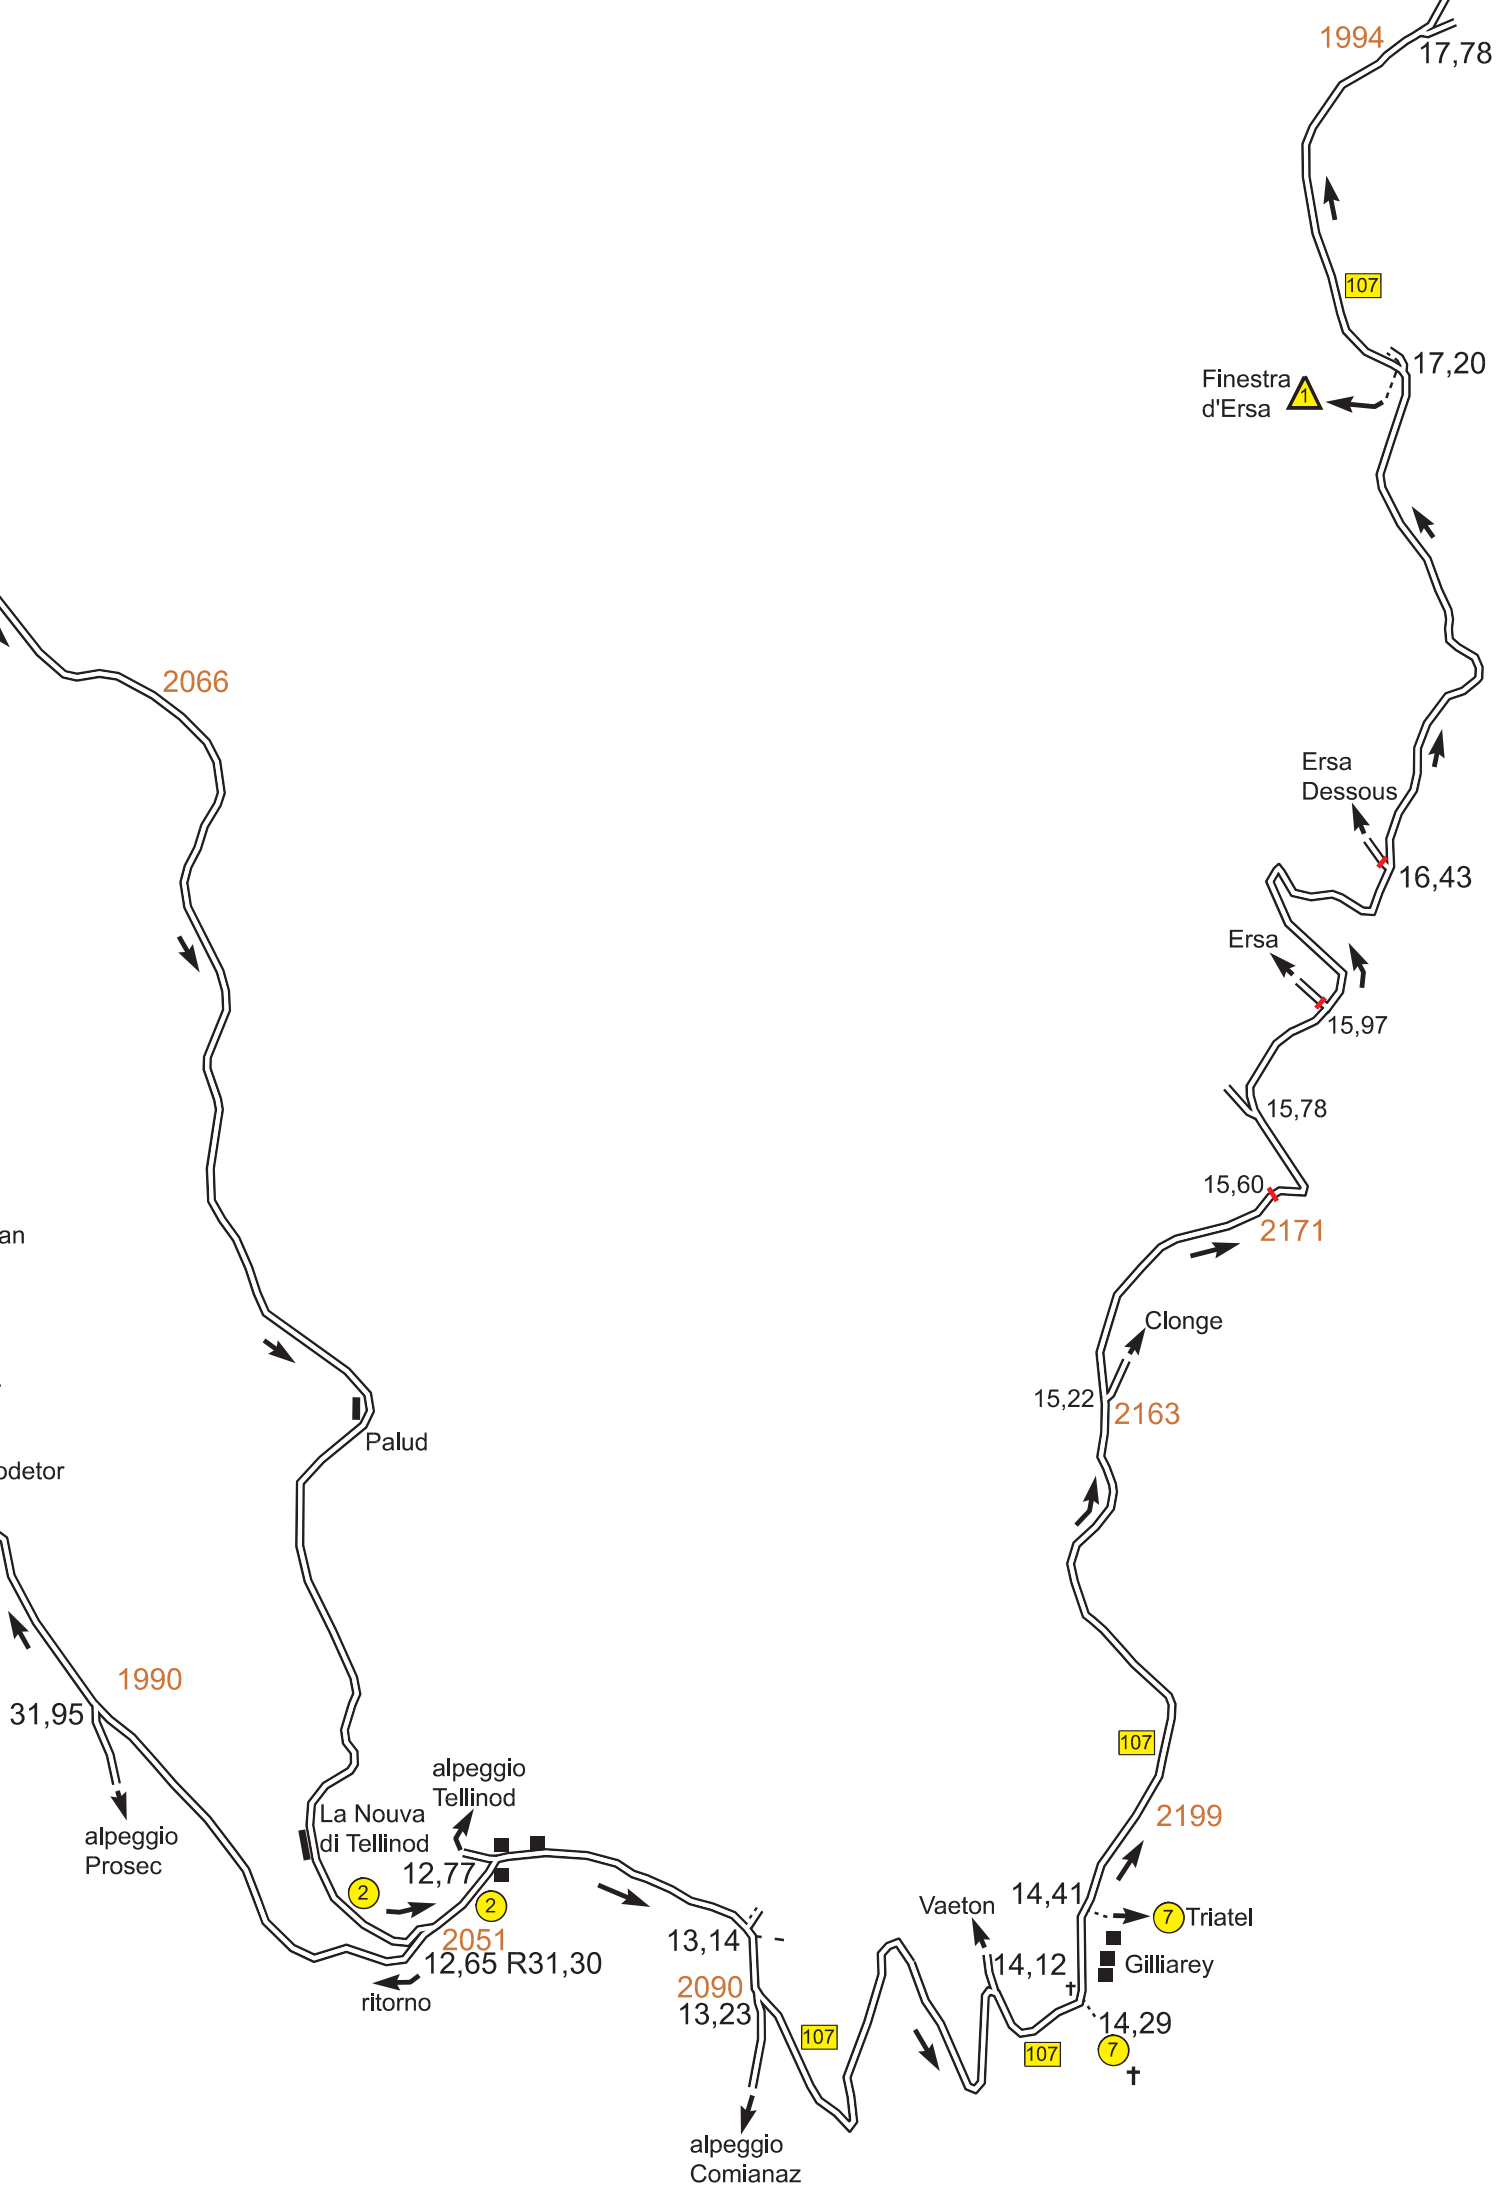 1994
17,78
107
17,20
Finestra
d'Ersa
1
2066
Ersa
Dessous
16,43
Ersa
15,97
15,78
15,60
2171
an
Clonge
15,22
2163
Palud
odetor
1990
31,95
107
alpeggio
Tellinod
2199
La Nouva
di Tellinod
alpeggio
Prosec
12,77
2
2
14,41
Vaeton
7
Triatel
2051
13,14
12,65 R31,30
14,12
Gilliarey
2090
ritorno
13,23
14,29
107
107
7
alpeggio
Comianaz